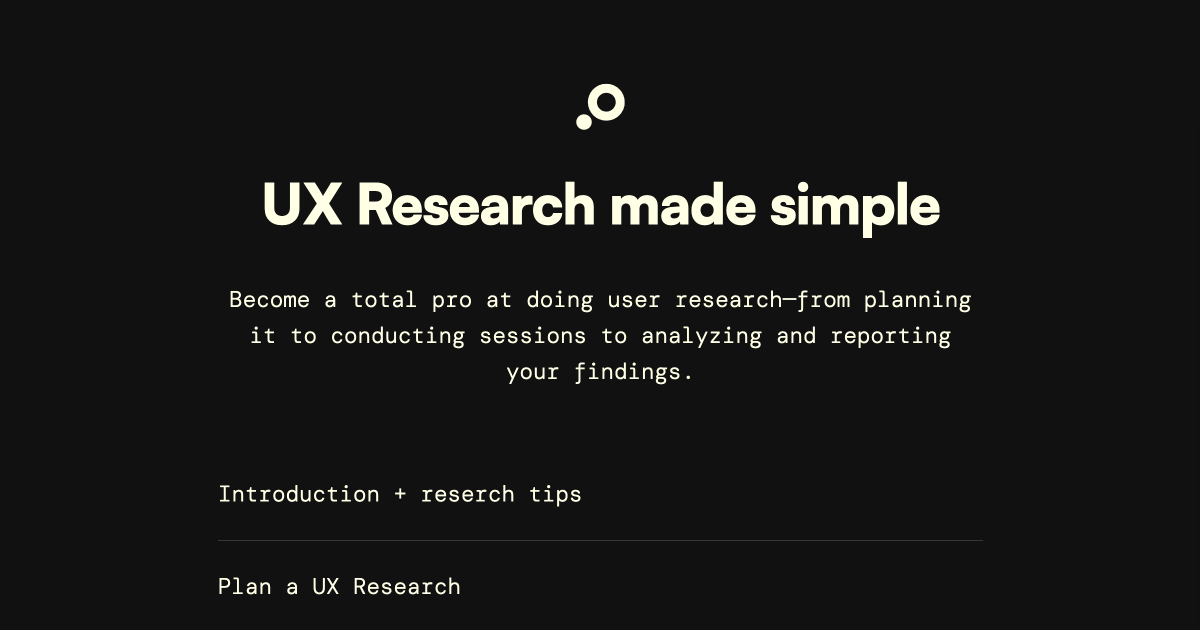 UX Research made simple
Become a total pro at doing user research—from planning
it to conducting sessions to analyzing and reporting
your findings.
Introduction + reserch tips
Plan a UX Research